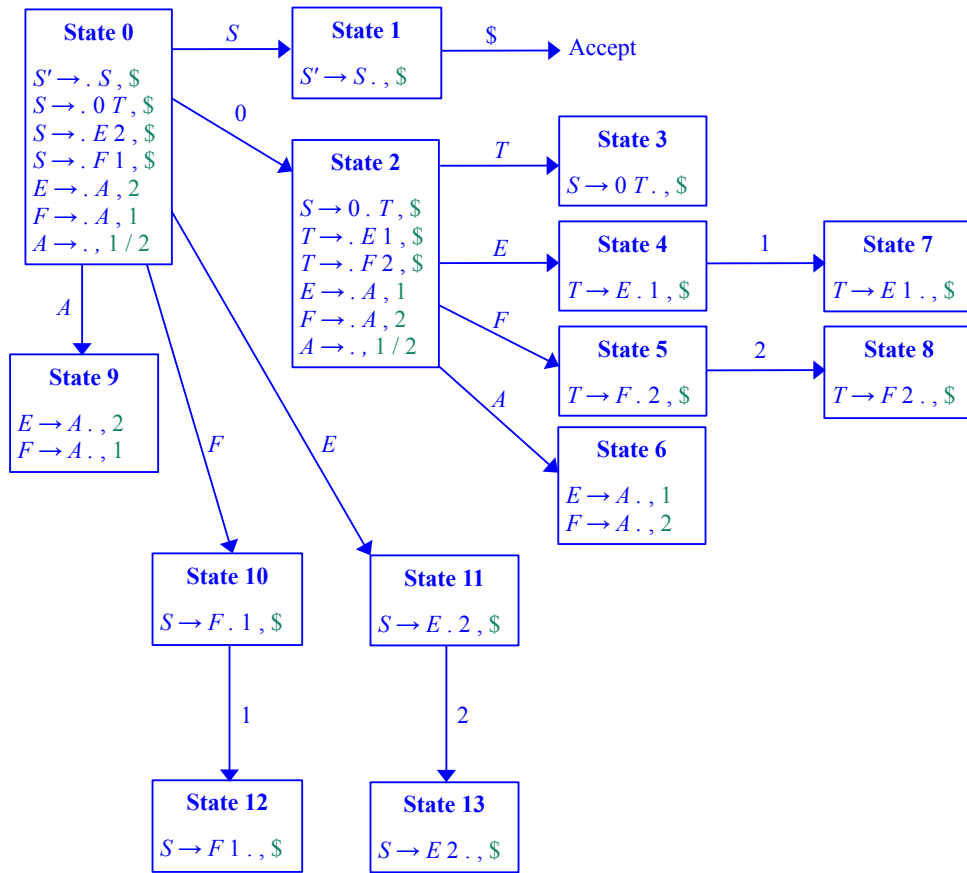 State 0
S′ → . S , $
S → . 0 T , $
S → . E 2 , $
S → . F 1 , $
E → . A , 2
F → . A , 1
A → . , 1 / 2
S
State 1
S′ → S . , $
$
Accept
0
State 2
S → 0 . T , $
T → . E 1 , $
T → . F 2 , $
E → . A , 1
F → . A , 2
A → . , 1 / 2
T
State 3
S → 0 T . , $
E
State 4
T → E . 1 , $
1
State 7
T → E 1 . , $
F
State 5
T → F . 2 , $
2
State 8
T → F 2 . , $
A
State 6
E → A . , 1
F → A . , 2
A
State 9
E → A . , 2
F → A . , 1
F
E
State 10
S → F . 1 , $
State 11
S → E . 2 , $
1
2
State 12
S → F 1 . , $
State 13
S → E 2 . , $